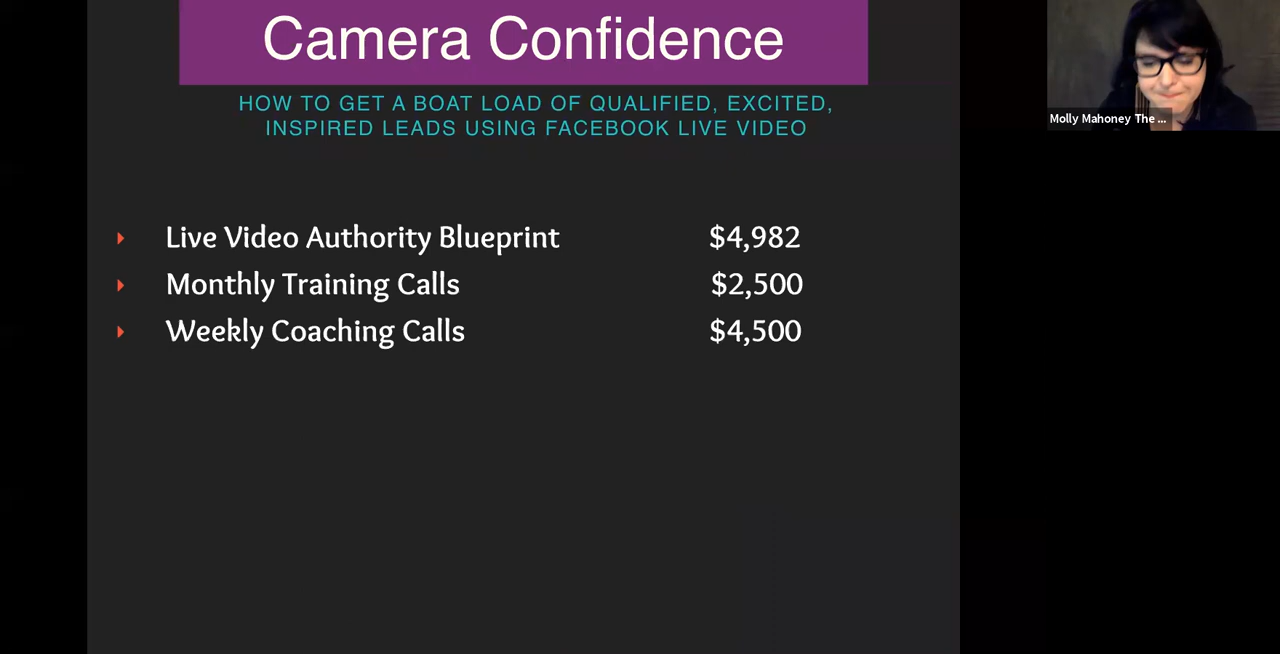 Camera Confidence
HOW TO GET A BOAT LOAD OF QUALIFIED, EXCITED,
INSPIRED LEADS USING FACEBOOK LIVE VIDEO
Molly Mahoney The ...
Live Video Authority Blueprint $4,982
Monthly Training Calls $2,500
Weekly Coaching Calls $4,500